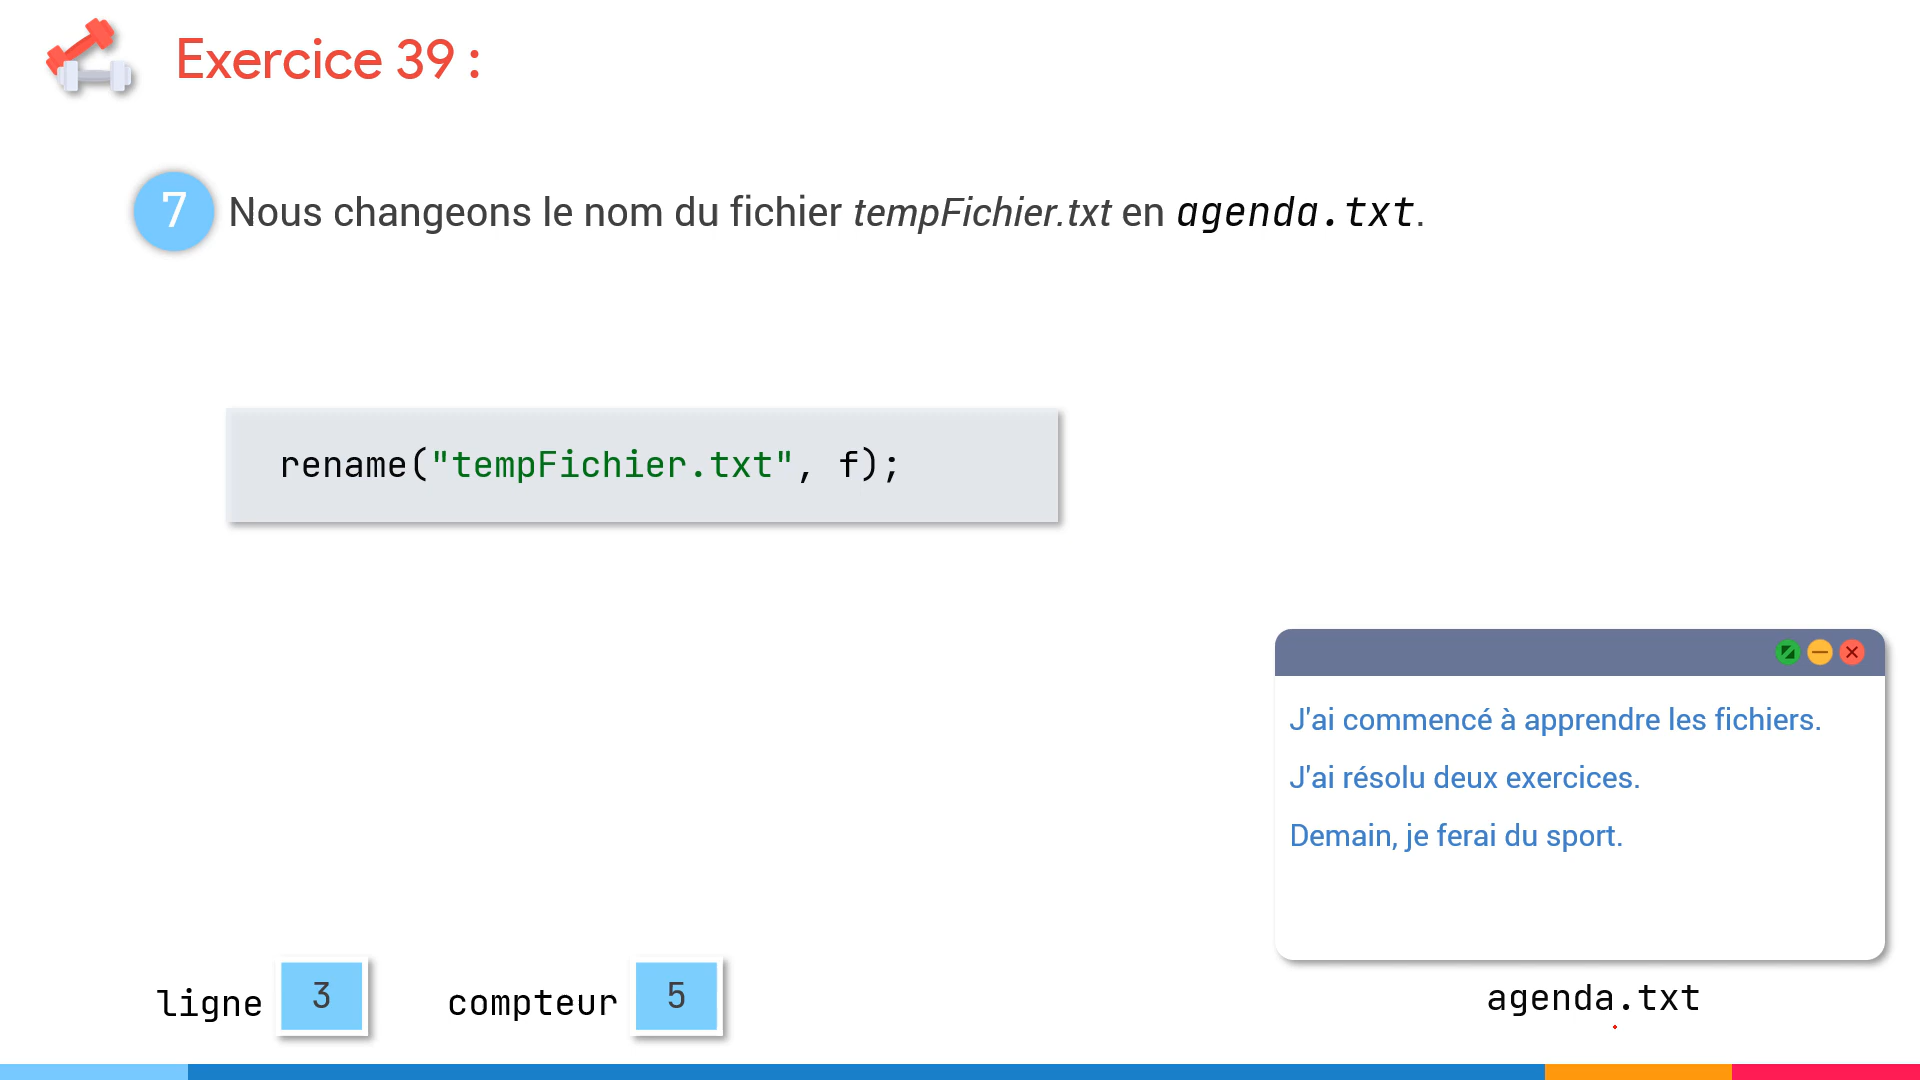 Exercice 39 :
7 Nous changeons le nom du fichier tempFichier.txt en agenda.txt.
rename("tempFichier.txt", f);
J'ai commencé à apprendre les fichiers.
J'ai résolu deux exercices.
Demain, je ferai du sport.
ligne 3 compteur 5
agenda.txt